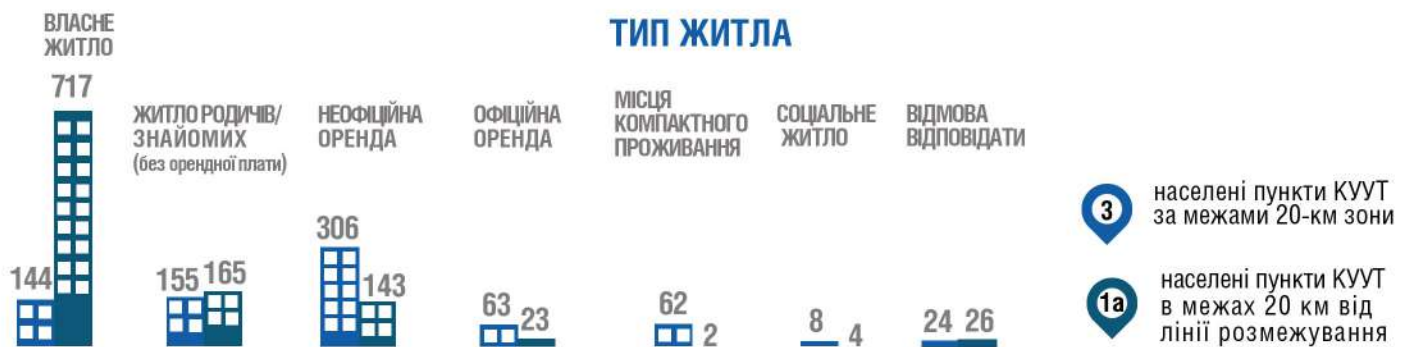 ТИП ЖИТЛА
ВЛАСНЕ
ЖИТЛО
717
144
ЖИТЛО РОДИЧІВ/
ЗНАЙОМИХ
(без орендної плати)
155 165
НЕОФІЦІЙНА
ОРЕНДА
306
143
ОФІЦІЙНА
ОРЕНДА
63
23
МІСЦЯ
КОМПАКТНОГО
ПРОЖИВАННЯ
62
2
СОЦІАЛЬНЕ
ЖИТЛО
8
4
ВІДМОВА
ВІДПОВІДАТИ
24 26
3
населені пункти КУУТ
за межами 20-км зони
1а
населені пункти КУУТ
в межах 20 км від
лінії розмежування